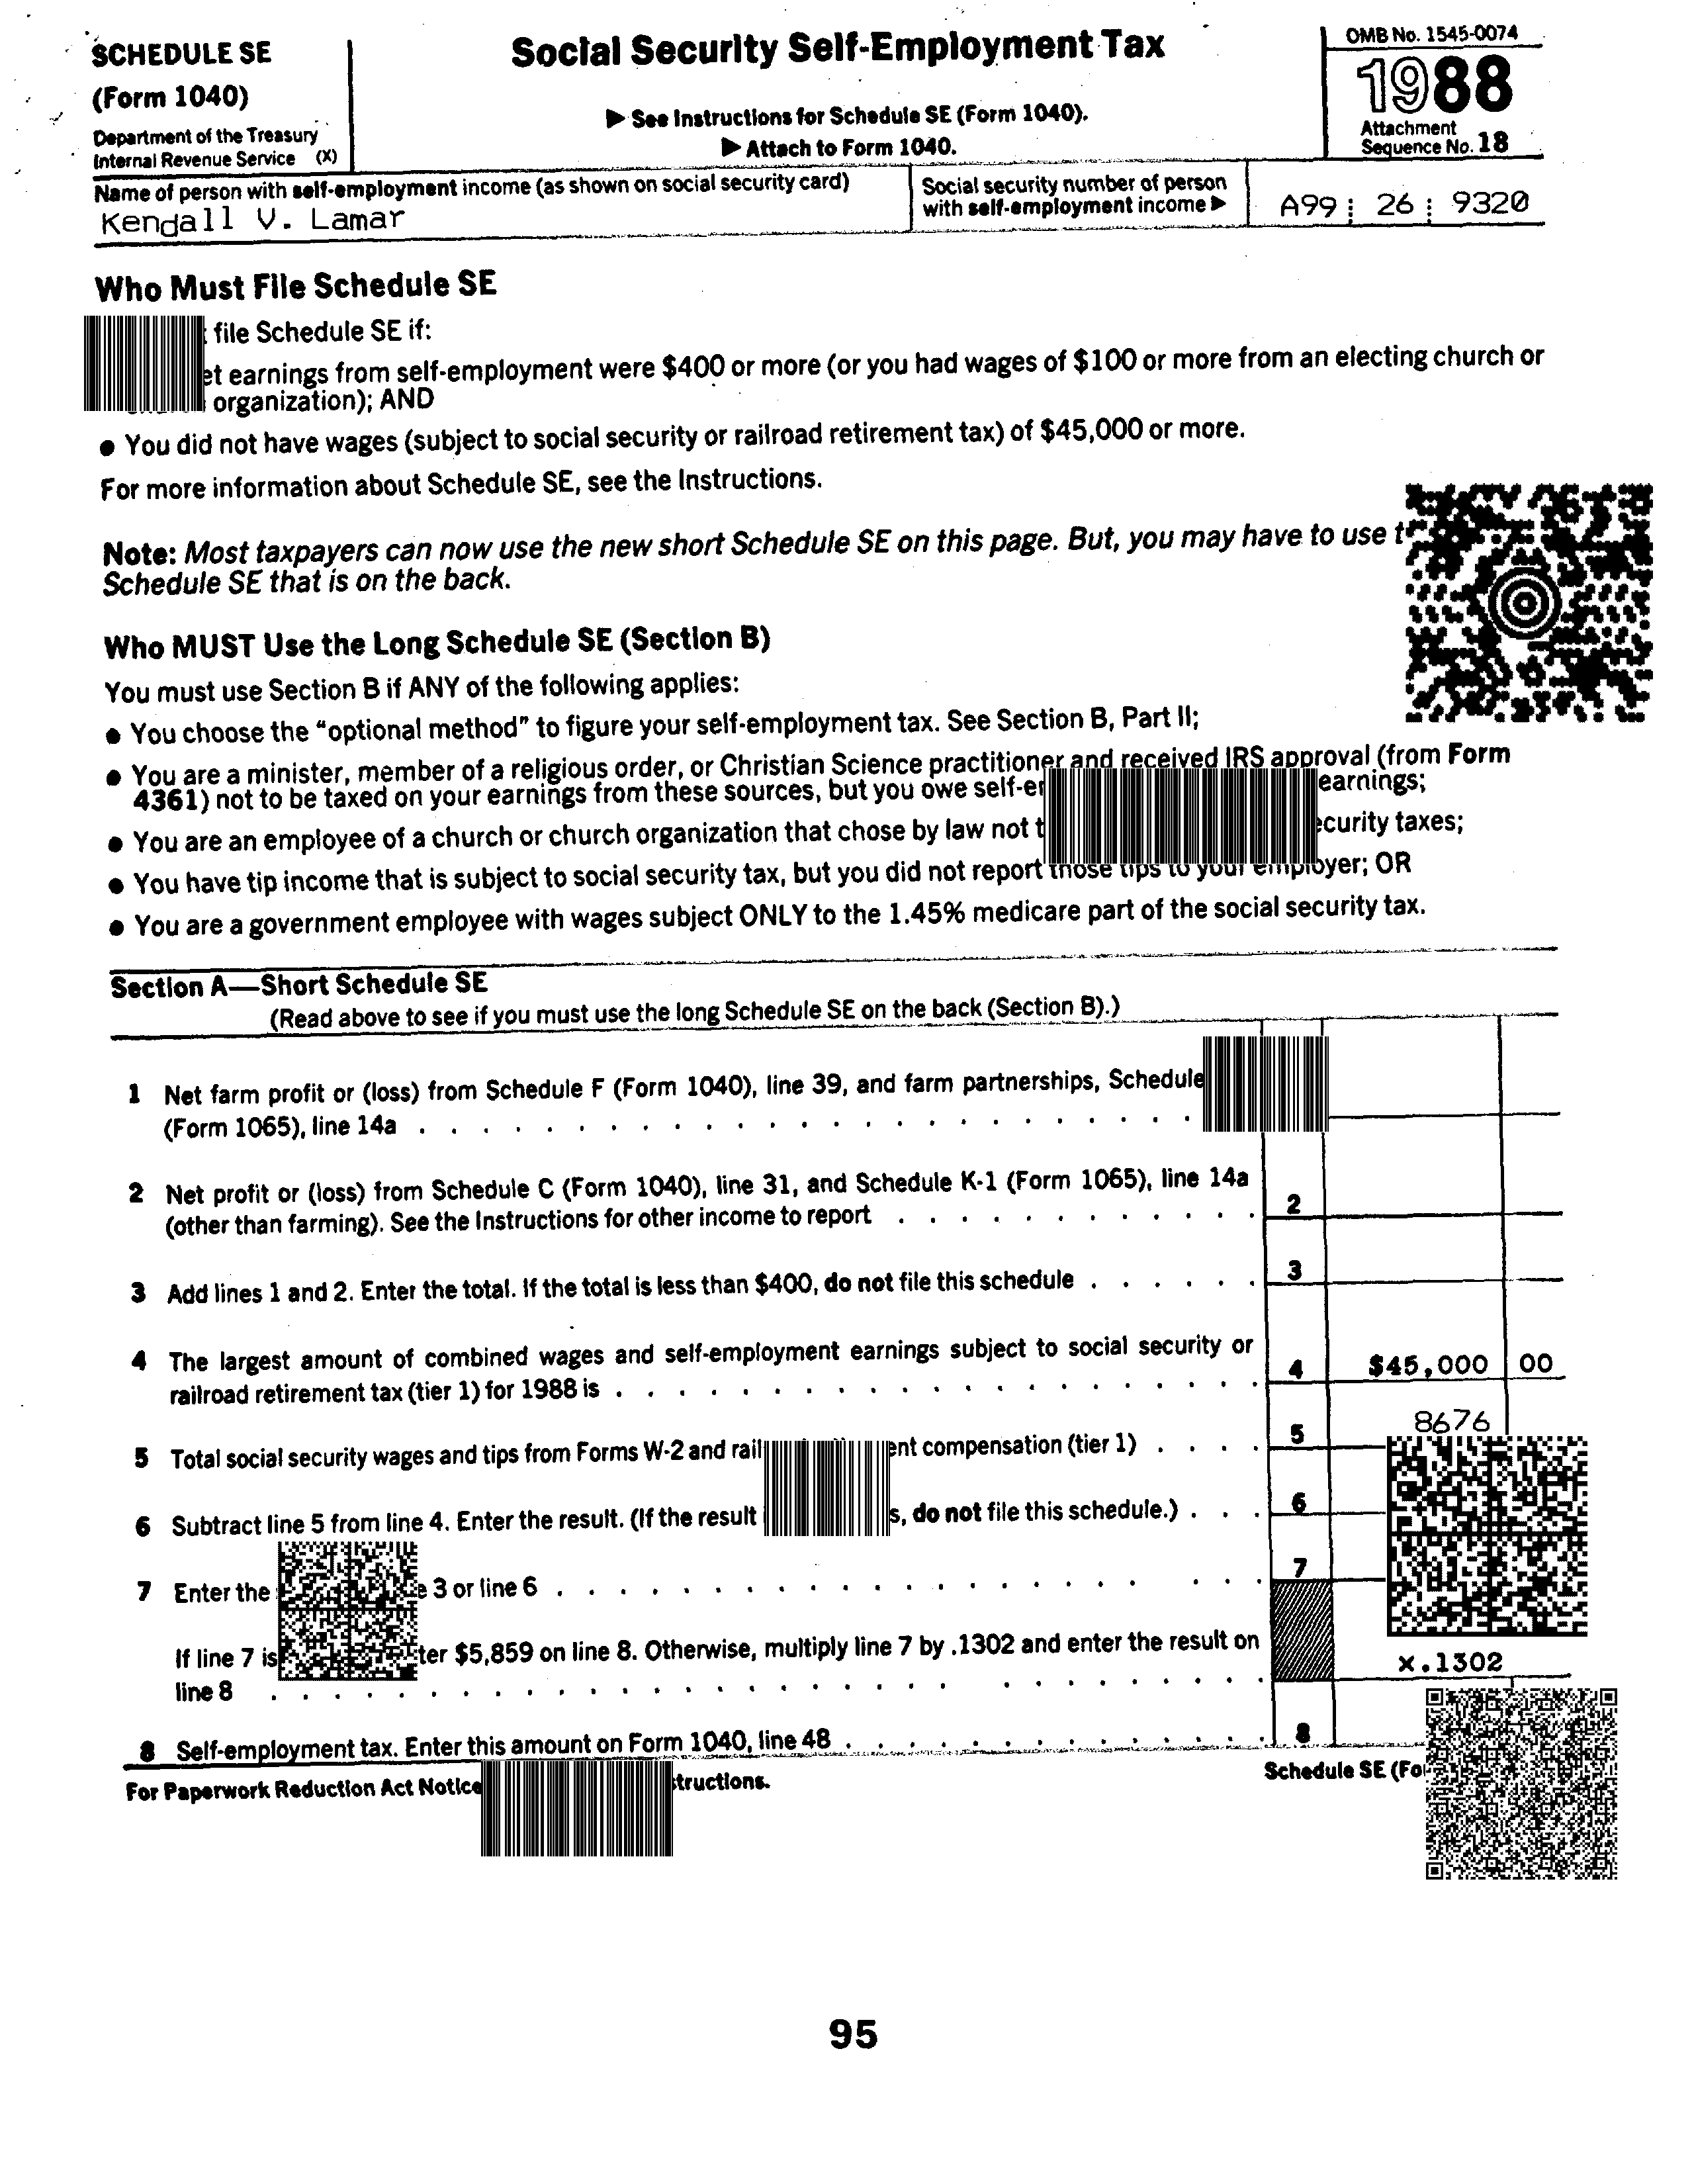 SCHEDULE SE
(Form 1040)
Department of the Treasury
Internal Revenue Service (X)
Social Security Self-Employment Tax
▶ See Instructions for Schedule SE (Form 1040).
▶ Attach to Form 1040.
OMB No. 1545-0074
1988
Attachment
Sequence No. 18
Name of person with self-employment income (as shown on social security card)
Kendall V. Lamar
Social security number of person
with self-employment income ▶
A99 26 9320
Who Must File Schedule SE
file Schedule SE if:
earnings from self-employment were $400 or more (or you had wages of $100 or more from an electing church or
organization); AND
● You did not have wages (subject to social security or railroad retirement tax) of $45,000 or more.
For more information about Schedule SE, see the Instructions.
Note: Most taxpayers can now use the new short Schedule SE on this page. But, you may have to use
Schedule SE that is on the back.
Who MUST Use the Long Schedule SE (Section B)
You must use Section B if ANY of the following applies:
● You choose the "optional method" to figure your self-employment tax. See Section B, Part II;
● You are a minister, member of a religious order, or Christian Science practitioner and received IRS approval (from Form
4361) not to be taxed on your earnings from these sources, but you owe earnings;
● You are an employee of a church or church organization that chose by law not taxes;
● You have tip income that is subject to social security tax, but you did not report those tips to your employer; OR
● You are a government employee with wages subject ONLY to the 1.45% medicare part of the social security tax.
Section A—Short Schedule SE
(Read above to see if you must use the long Schedule SE on the back (Section B).)
1 Net farm profit or (loss) from Schedule F (Form 1040), line 39, and farm partnerships, Schedule
(Form 1065), line 14a
2 Net profit or (loss) from Schedule C (Form 1040), line 31, and Schedule K-1 (Form 1065), line 14a
(other than farming). See the Instructions for other income to report 2
3 Add lines 1 and 2. Enter the total. If the total is less than $400, do not file this schedule 3
4 The largest amount of combined wages and self-employment earnings subject to social security or
railroad retirement tax (tier 1) for 1988 is 4 $45,000 00
5 Total social security wages and tips from Forms W-2 and compensation (tier 1) 5 8676
6 Subtract line 5 from line 4. Enter the result. (If the result do not file this schedule.) 6
7 Enter the 3 or line 6 7
If line 7 is $5,859 on line 8. Otherwise, multiply line 7 by .1302 and enter the result on
line 8 x.1302
8 Self-employment tax. Enter this amount on Form 1040, line 48 8
For Paperwork Reduction Act Notice
Schedule SE
95